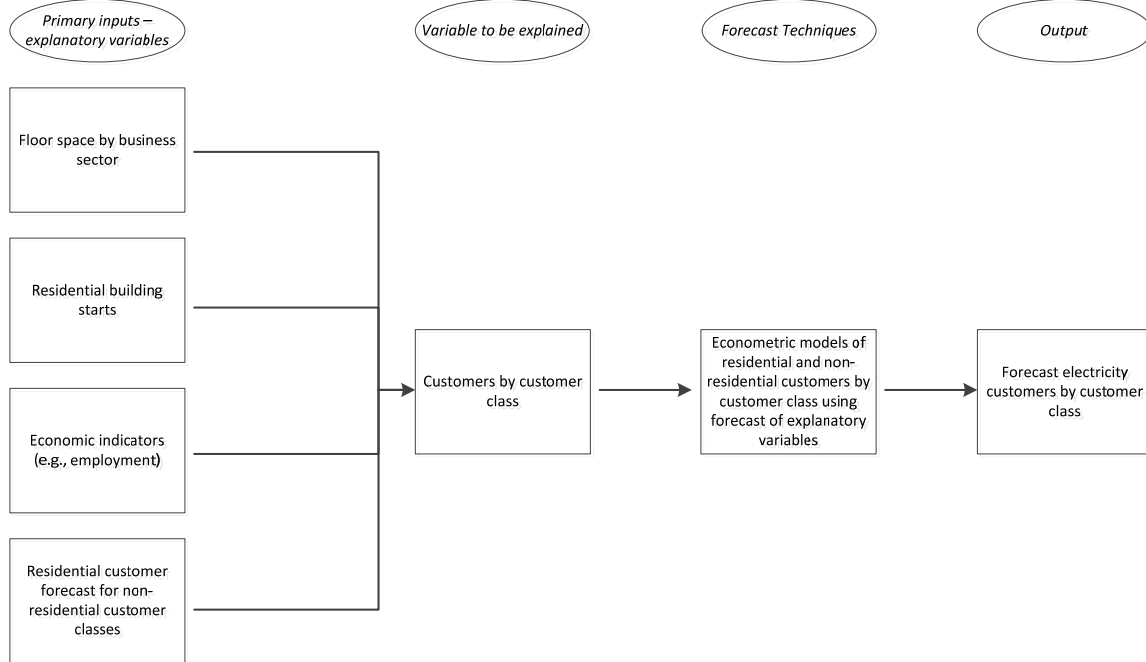 Primary inputs –
explanatory variables
Variable to be explained
Forecast Techniques
Output
Floor space by business
sector
Residential building
starts
Economic indicators
(e.g., employment)
Residential customer
forecast for non-
residential customer
classes
Customers by customer
class
Econometric models of
residential and non-
residential customers by
customer class using
forecast of explanatory
variables
Forecast electricity
customers by customer
class